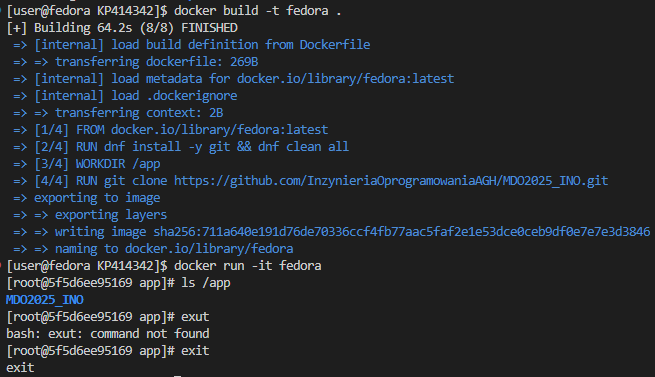 [user@fedora KP414342]$ docker build -t fedora .
[+] Building 64.2s (8/8) FINISHED
=> [internal] load build definition from Dockerfile
=> => transferring dockerfile: 269B
=> [internal] load metadata for docker.io/library/fedora:latest
=> [internal] load .dockerignore
=> => transferring context: 2B
=> [1/4] FROM docker.io/library/fedora:latest
=> [2/4] RUN dnf install -y git && dnf clean all
=> [3/4] WORKDIR /app
=> [4/4] RUN git clone https://github.com/InzynieriaOprogramowaniaAGH/MDO2025_INO.git
=> exporting to image
=> => exporting layers
=> => writing image sha256:711a640e191d76de70336ccf4fb77aac5faf2e1e53dce0ceb9df0e7e7e3d3846
=> => naming to docker.io/library/fedora
[user@fedora KP414342]$ docker run -it fedora
[root@5f5d6ee95169 app]# ls /app
MDO2025_INO
[root@5f5d6ee95169 app]# exut
bash: exut: command not found
[root@5f5d6ee95169 app]# exit
exit